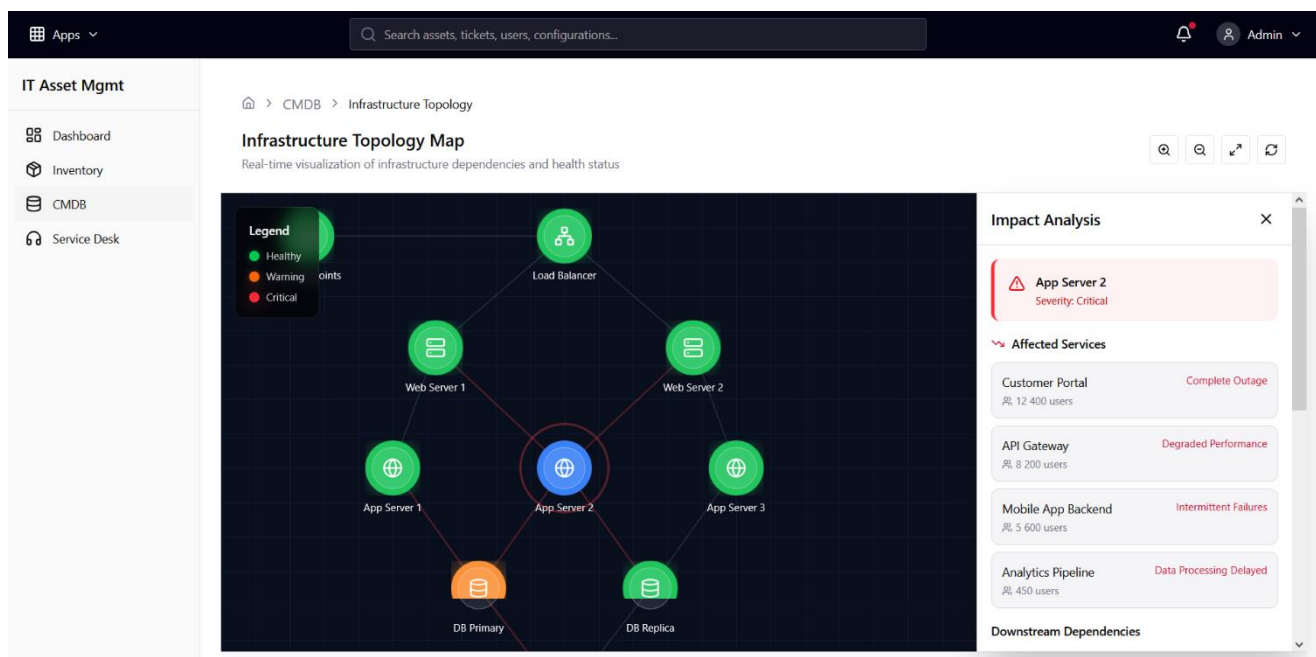 Apps
Search assets, tickets, users, configurations...
Admin
IT Asset Mgmt
Dashboard
Inventory
CMDB
Service Desk
CMDB > Infrastructure Topology
Infrastructure Topology Map
Real-time visualization of infrastructure dependencies and health status
Legend
Healthy
Warning
Critical
oints
Load Balancer
Web Server 1
Web Server 2
App Server 1
App Server 2
App Server 3
DB Primary
DB Replica
Impact Analysis
App Server 2
Severity: Critical
Affected Services
Customer Portal
Complete Outage
12 400 users
API Gateway
Degraded Performance
8 200 users
Mobile App Backend
Intermittent Failures
5 600 users
Analytics Pipeline
Data Processing Delayed
450 users
Downstream Dependencies